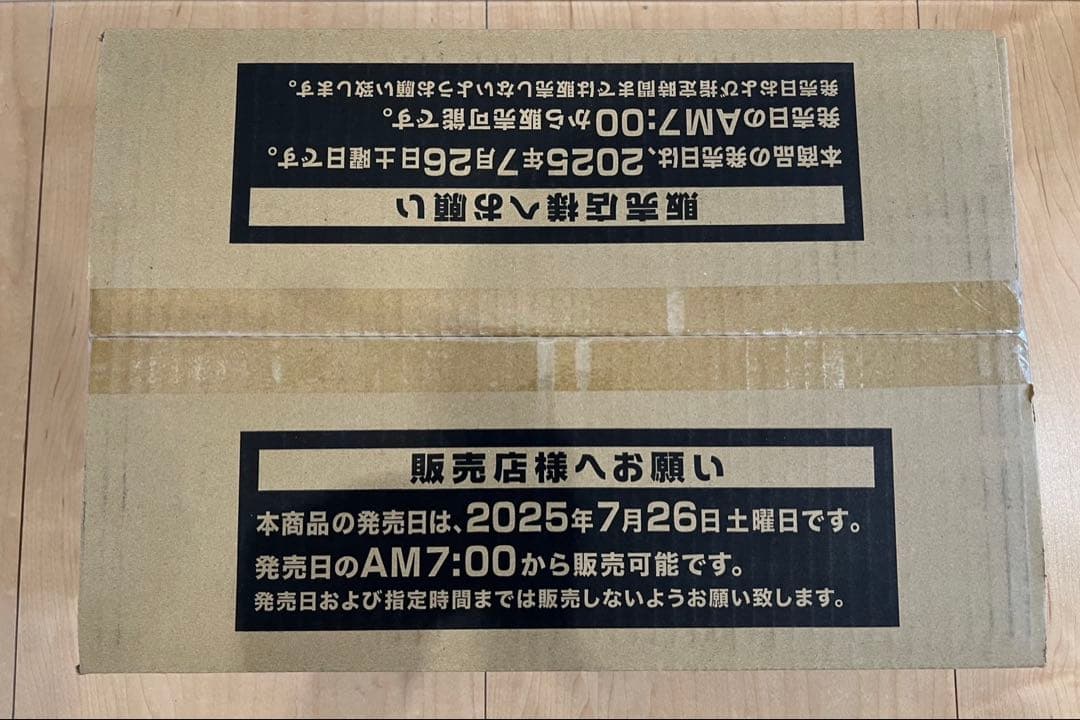 発売日および指定時間までは販売しないようお願い致します。
発売日のAM7:00から販売可能です。
本商品の発売日は、2025年7月26日土曜日です。
販売店様へお願い
販売店様へお願い
本商品の発売日は、2025年7月26日土曜日です。
発売日のAM7:00から販売可能です。
発売日および指定時間までは販売しないようお願い致します。